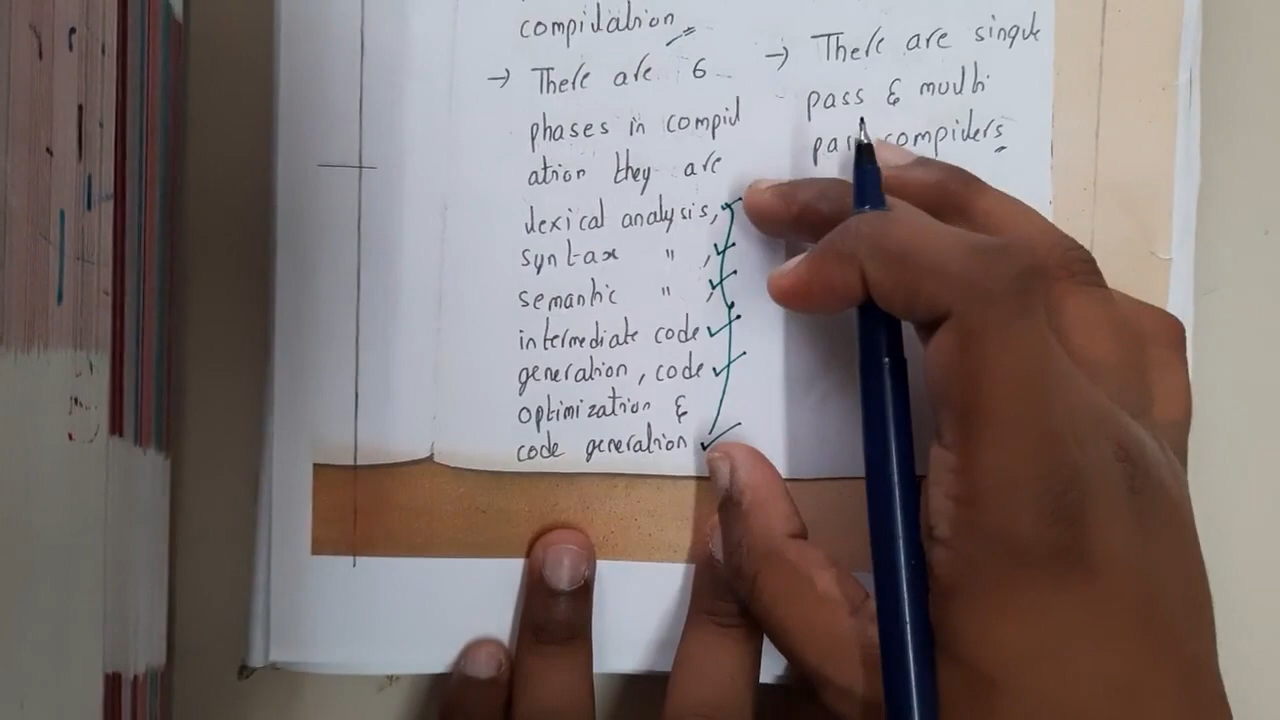 compilation
→ There are 6
phases in compil
ation they are
lexical analysis,
syntax " ,
semantic " ,
intermediate code
generation, code
optimization &
code generation
→ There are single
pass & multi
pass compilers